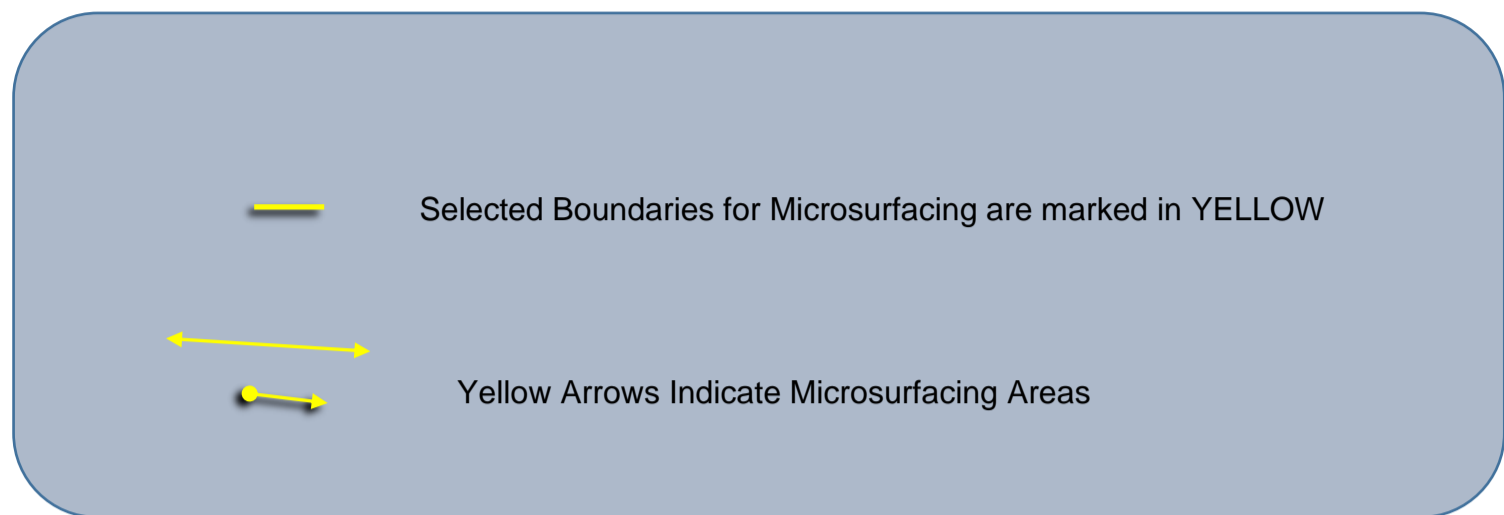 Selected Boundaries for Microsurfacing are marked in YELLOW
Yellow Arrows Indicate Microsurfacing Areas